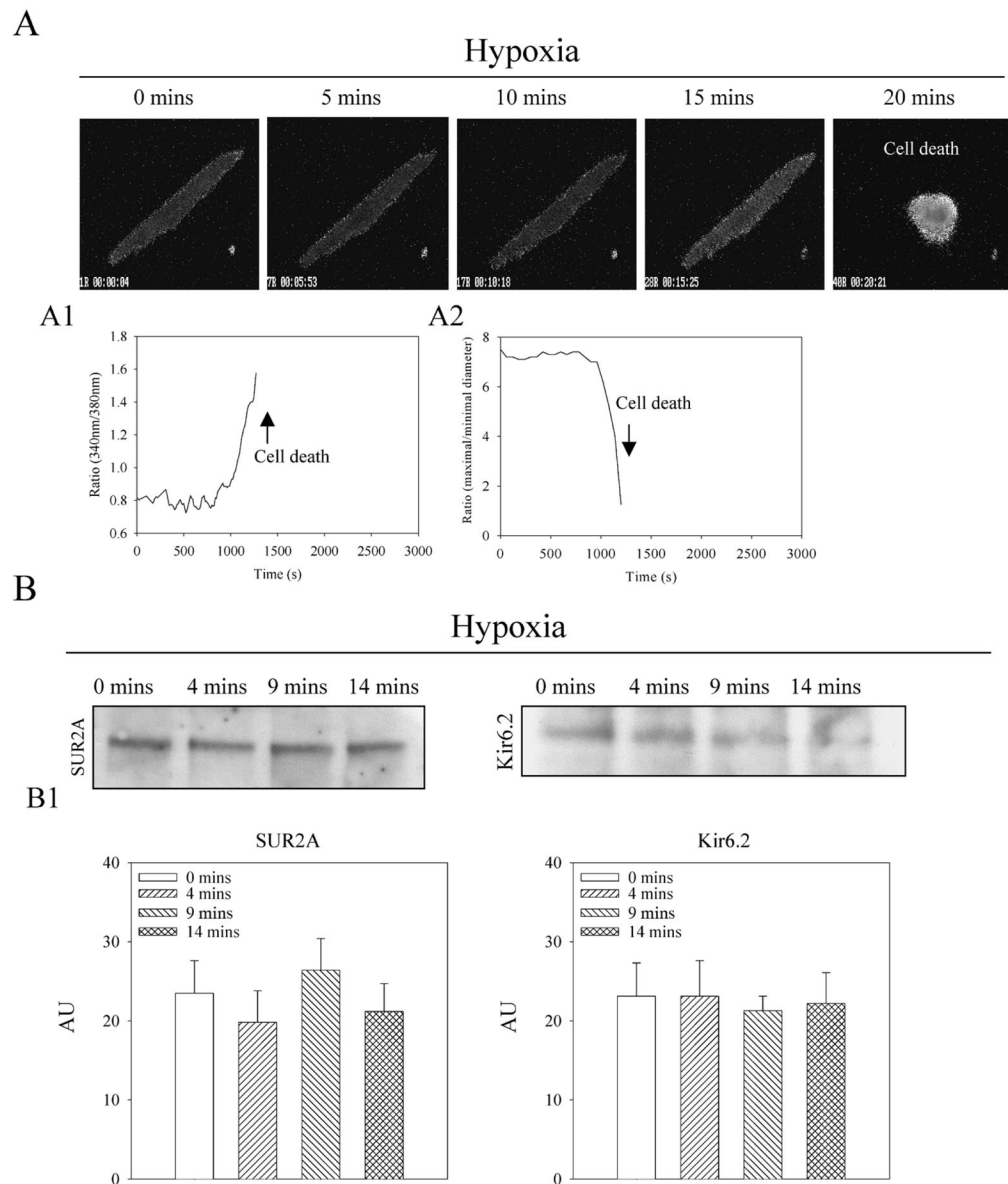 A
Hypoxia
0 mins 5 mins 10 mins 15 mins 20 mins
Cell death
1R 00:00:04 7R 00:05:53 17R 00:10:18 28R 00:15:25 40R 00:20:21
A1
1.8
1.6
1.4
1.2
1.0
0.8
0.6
Ratio (340nm/380nm)
Cell death
0 500 1000 1500 2000 2500 3000
Time (s)
A2
8
6
4
2
0
Ratio (maximal/minimal diameter)
Cell death
0 500 1000 1500 2000 2500 3000
Time (s)
B
Hypoxia
0 mins 4 mins 9 mins 14 mins
SUR2A
0 mins 4 mins 9 mins 14 mins
Kir6.2
B1
SUR2A
40
30
20
10
0
AU
0 mins
4 mins
9 mins
14 mins
Kir6.2
40
30
20
10
0
AU
0 mins
4 mins
9 mins
14 mins